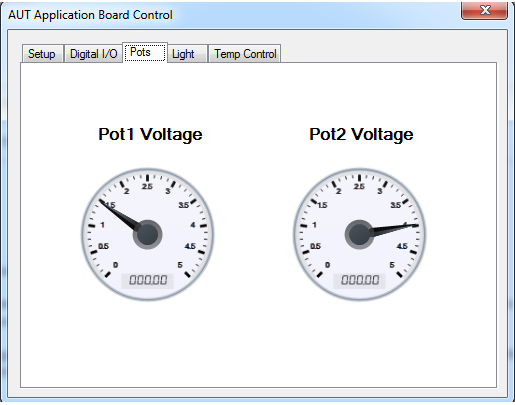 AUT Application Board Control
Setup Digital I/O Pots Light Temp Control
Pot1 Voltage
0 0.5 1 1.5 2 2.5 3 3.5 4 4.5 5
000.00
Pot2 Voltage
0 0.5 1 1.5 2 2.5 3 3.5 4 4.5 5
000.00